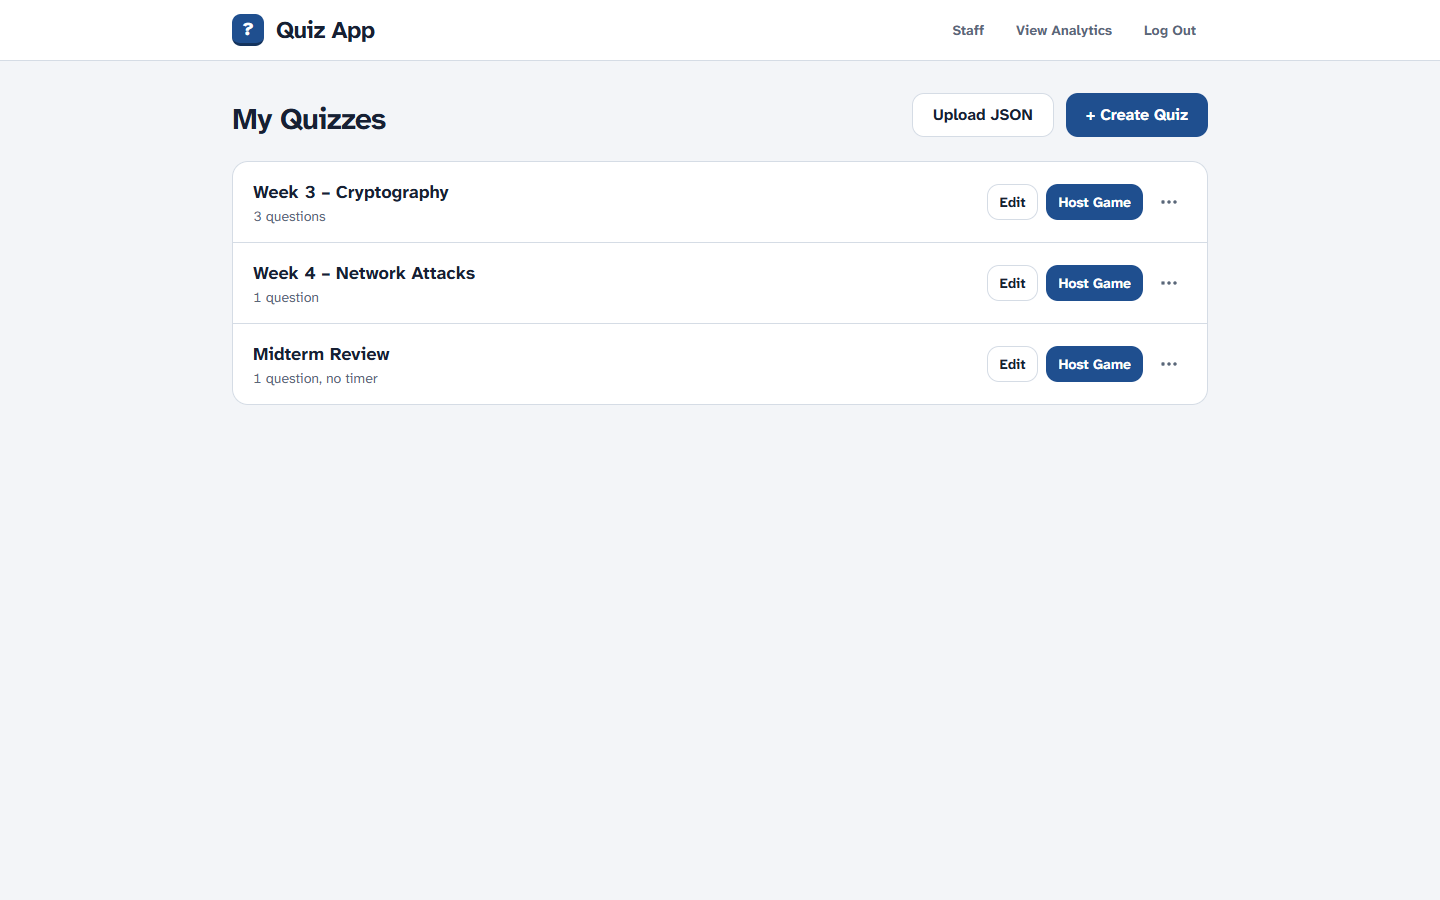 ? Quiz App
Staff View Analytics Log Out
My Quizzes
Upload JSON + Create Quiz
Week 3 – Cryptography
3 questions
Edit Host Game ...
Week 4 – Network Attacks
1 question
Edit Host Game ...
Midterm Review
1 question, no timer
Edit Host Game ...